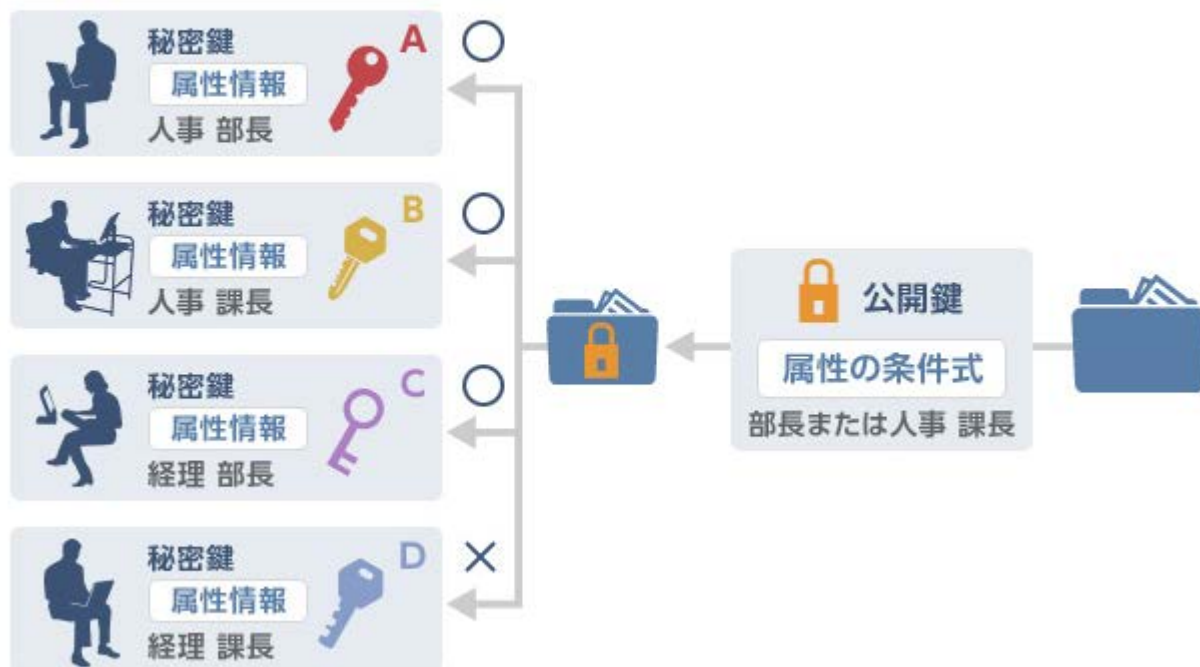 秘密鍵
A
属性情報
人事 部長
秘密鍵
B
属性情報
人事 課長
秘密鍵
C
属性情報
経理 部長
秘密鍵
D
属性情報
経理 課長
公開鍵
属性の条件式
部長または人事 課長